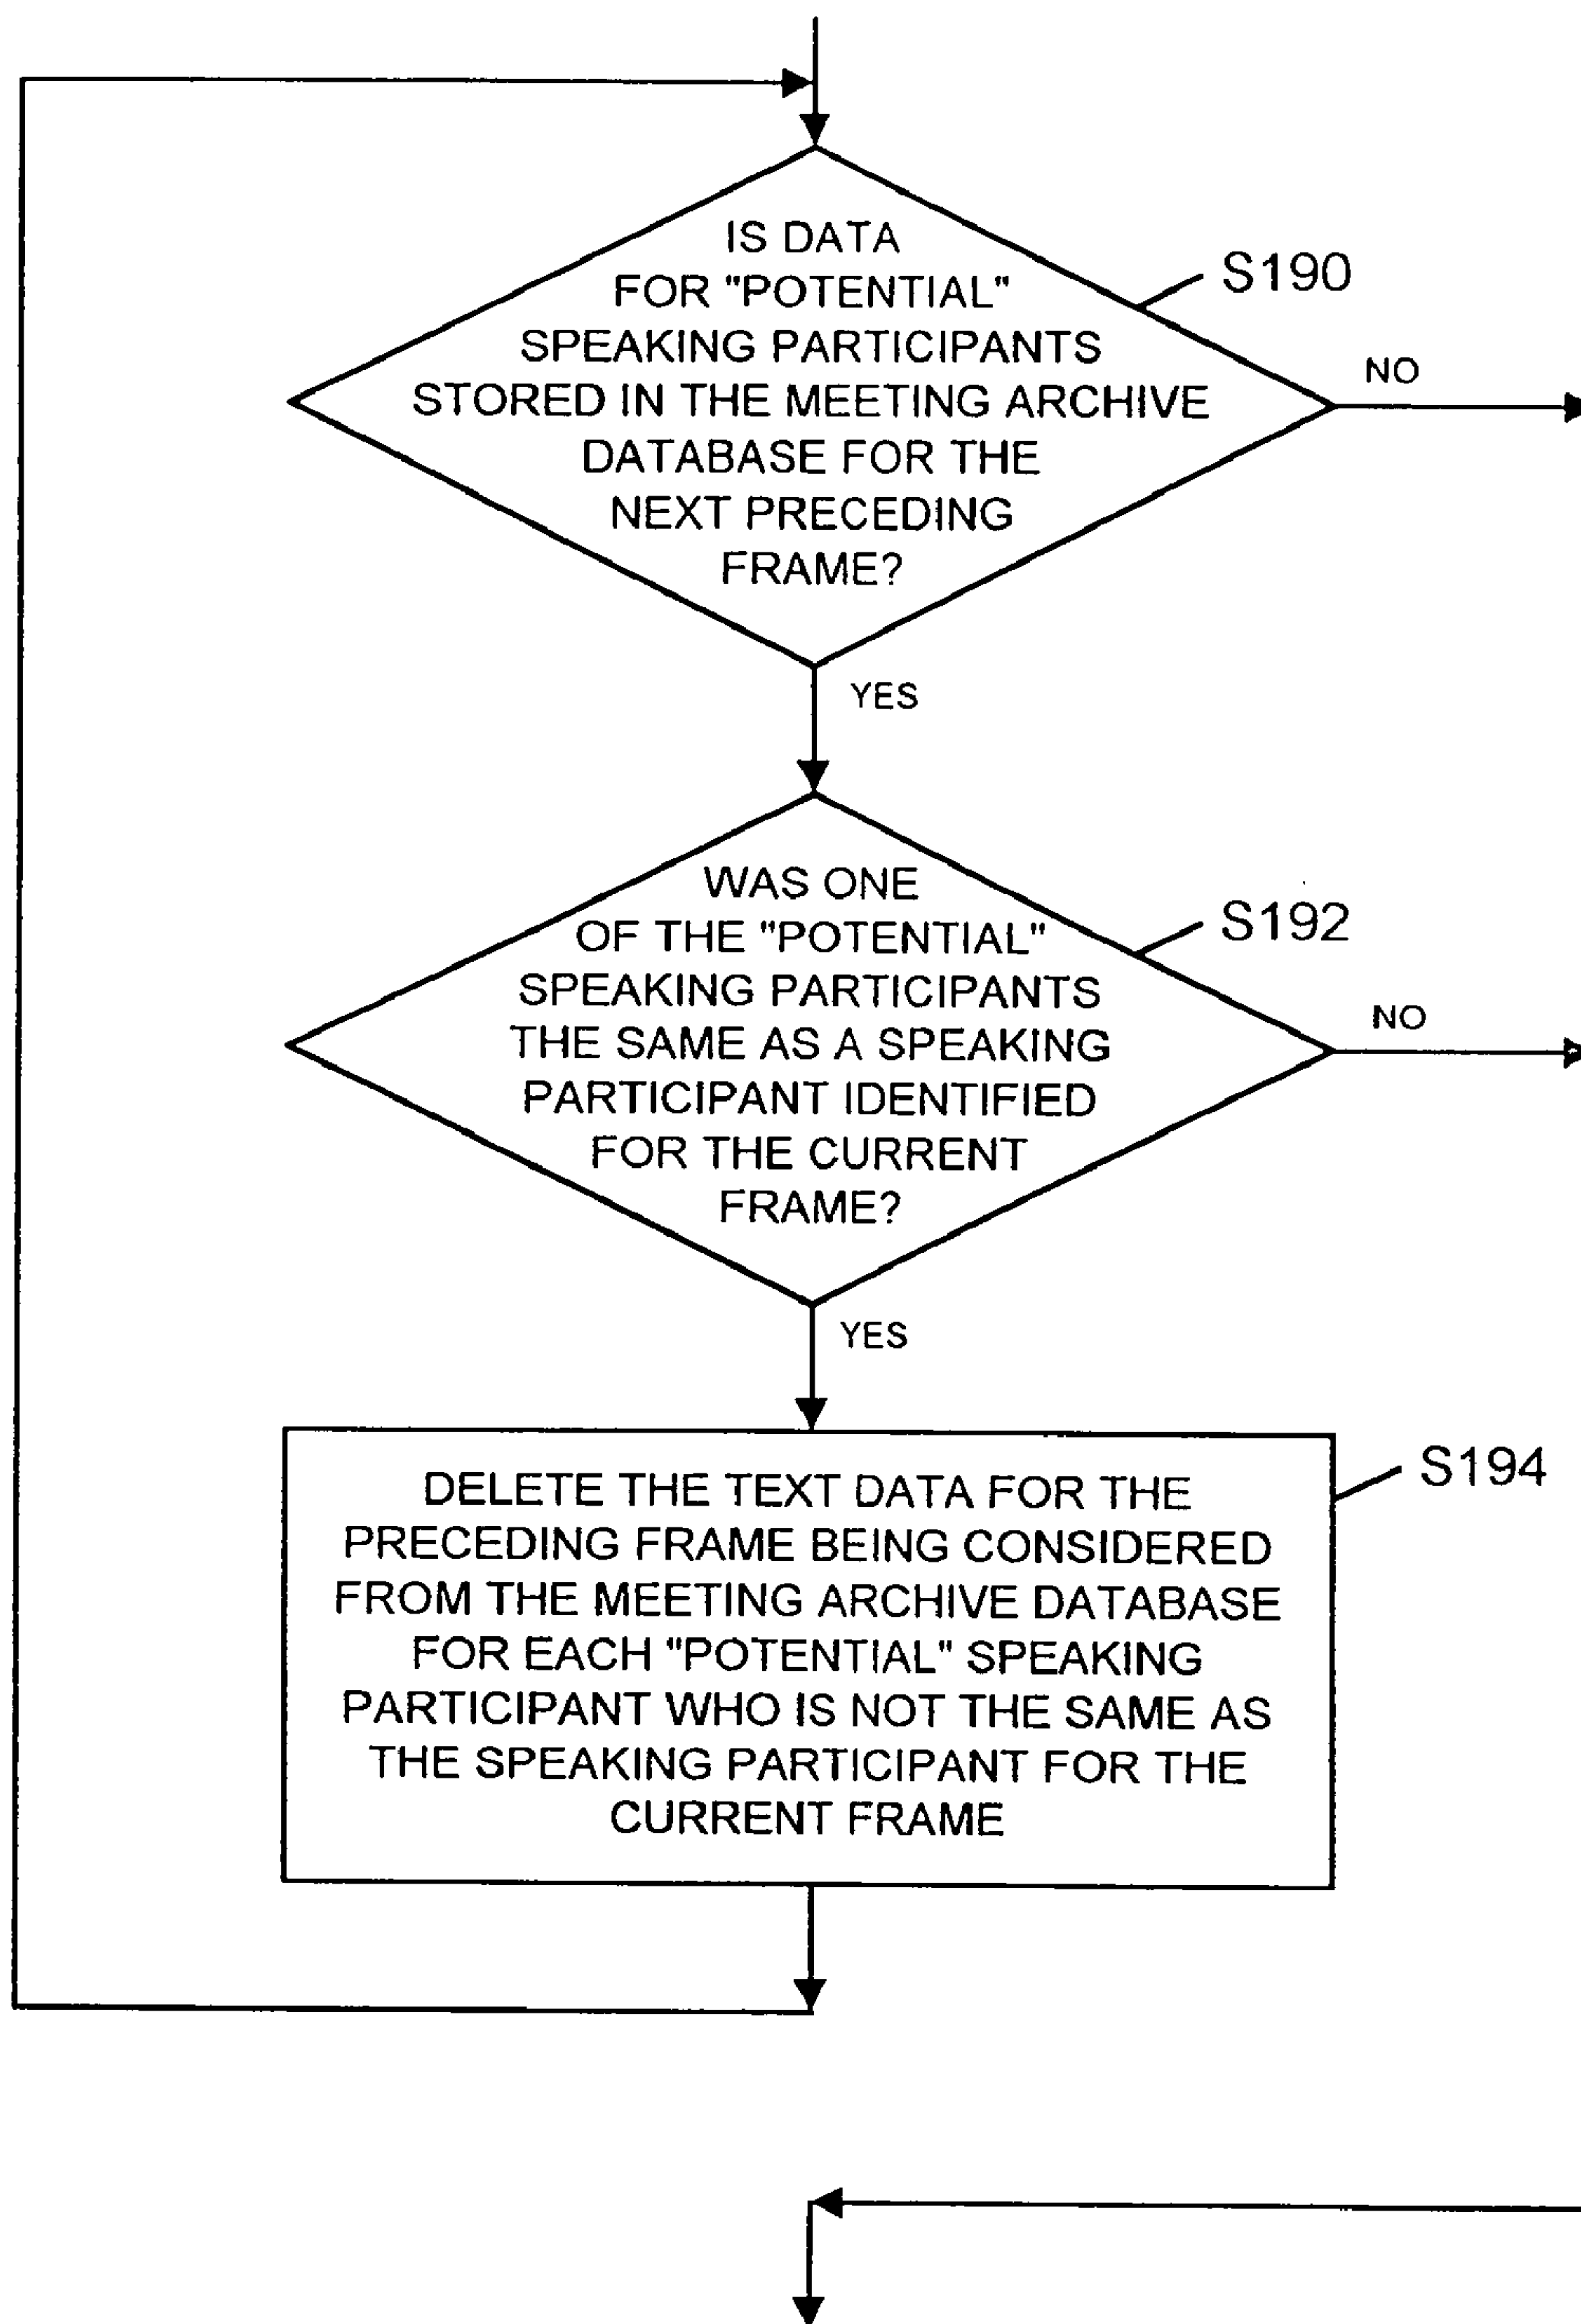 IS DATA
FOR "POTENTIAL"
SPEAKING PARTICIPANTS
STORED IN THE MEETING ARCHIVE
DATABASE FOR THE
NEXT PRECEDING
FRAME?
S190
NO
YES
WAS ONE
OF THE "POTENTIAL"
SPEAKING PARTICIPANTS
THE SAME AS A SPEAKING
PARTICIPANT IDENTIFIED
FOR THE CURRENT
FRAME?
S192
NO
YES
DELETE THE TEXT DATA FOR THE
PRECEDING FRAME BEING CONSIDERED
FROM THE MEETING ARCHIVE DATABASE
FOR EACH "POTENTIAL" SPEAKING
PARTICIPANT WHO IS NOT THE SAME AS
THE SPEAKING PARTICIPANT FOR THE
CURRENT FRAME
S194